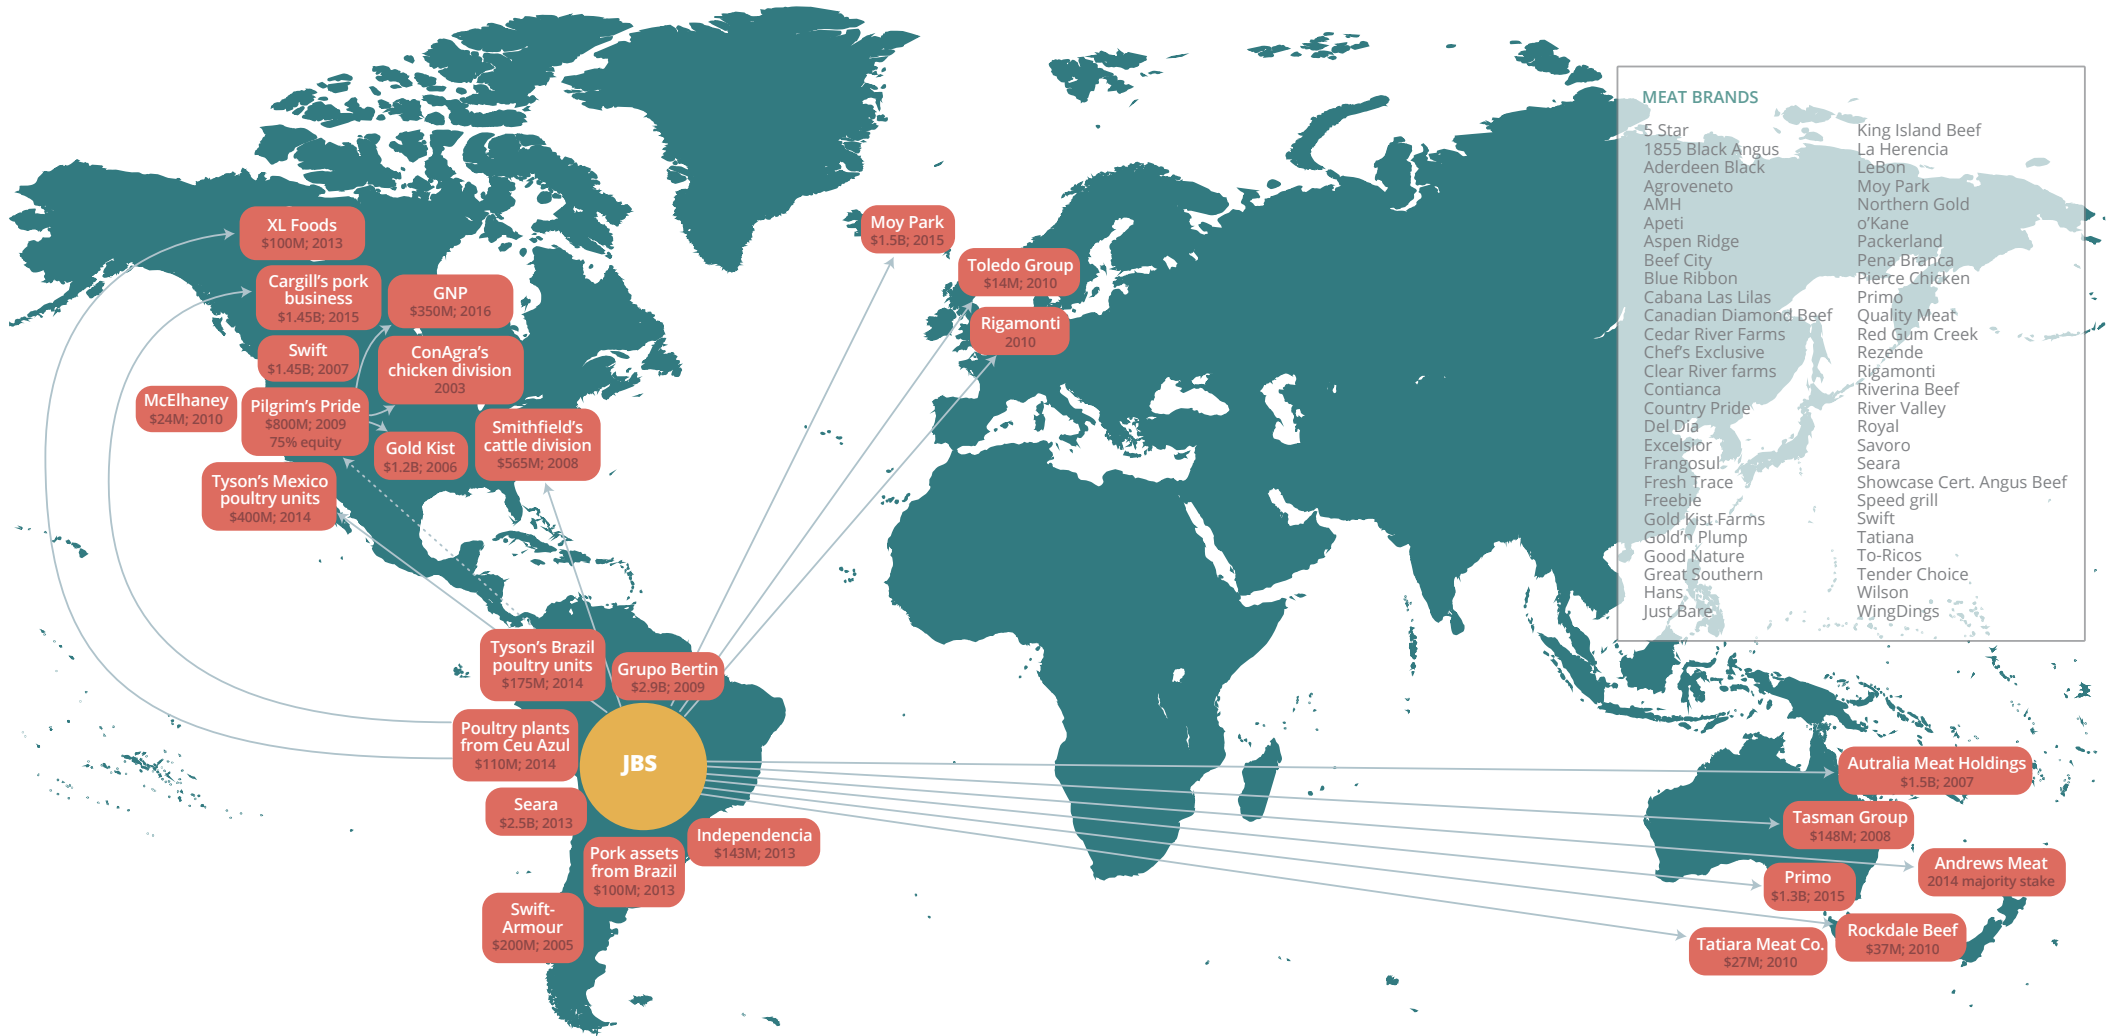 XL Foods
$100M; 2013
Cargill’s pork
business
$1.45B; 2015
GNP
$350M; 2016
Swift
$1.45B; 2007
ConAgra’s
chicken division
2003
McElhaney
$24M; 2010
Pilgrim’s Pride
$800M; 2009
75% equity
Gold Kist
$1.2B; 2006
Smithfield’s
cattle division
$565M; 2008
Tyson’s Mexico
poultry units
$400M; 2014
Moy Park
$1.5B; 2015
Toledo Group
$14M; 2010
Rigamonti
2010
Tyson’s Brazil
poultry units
$175M; 2014
Grupo Bertin
$2.9B; 2009
Poultry plants
from Ceu Azul
$110M; 2014
JBS
Seara
$2.5B; 2013
Independencia
$143M; 2013
Pork assets
from Brazil
$100M; 2013
Swift-
Armour
$200M; 2005
Autralia Meat Holdings
$1.5B; 2007
Tasman Group
$148M; 2008
Andrews Meat
2014 majority stake
Primo
$1.3B; 2015
Rockdale Beef
$37M; 2010
Tatiara Meat Co.
$27M; 2010
MEAT BRANDS
5 Star
1855 Black Angus
Aderdeen Black
Agroveneto
AMH
Apeti
Aspen Ridge
Beef City
Blue Ribbon
Cabana Las Lilas
Canadian Diamond Beef
Cedar River Farms
Chef’s Exclusive
Clear River farms
Contianca
Country Pride
Del Dia
Excelsior
Frangosul
Fresh Trace
Freebie
Gold Kist Farms
Gold’n Plump
Good Nature
Great Southern
Hans
Just Bare
King Island Beef
La Herencia
LeBon
Moy Park
Northern Gold
o’Kane
Packerland
Pena Branca
Pierce Chicken
Primo
Quality Meat
Red Gum Creek
Rezende
Rigamonti
Riverina Beef
River Valley
Royal
Savoro
Seara
Showcase Cert. Angus Beef
Speed grill
Swift
Tatiana
To-Ricos
Tender Choice
Wilson
WingDings